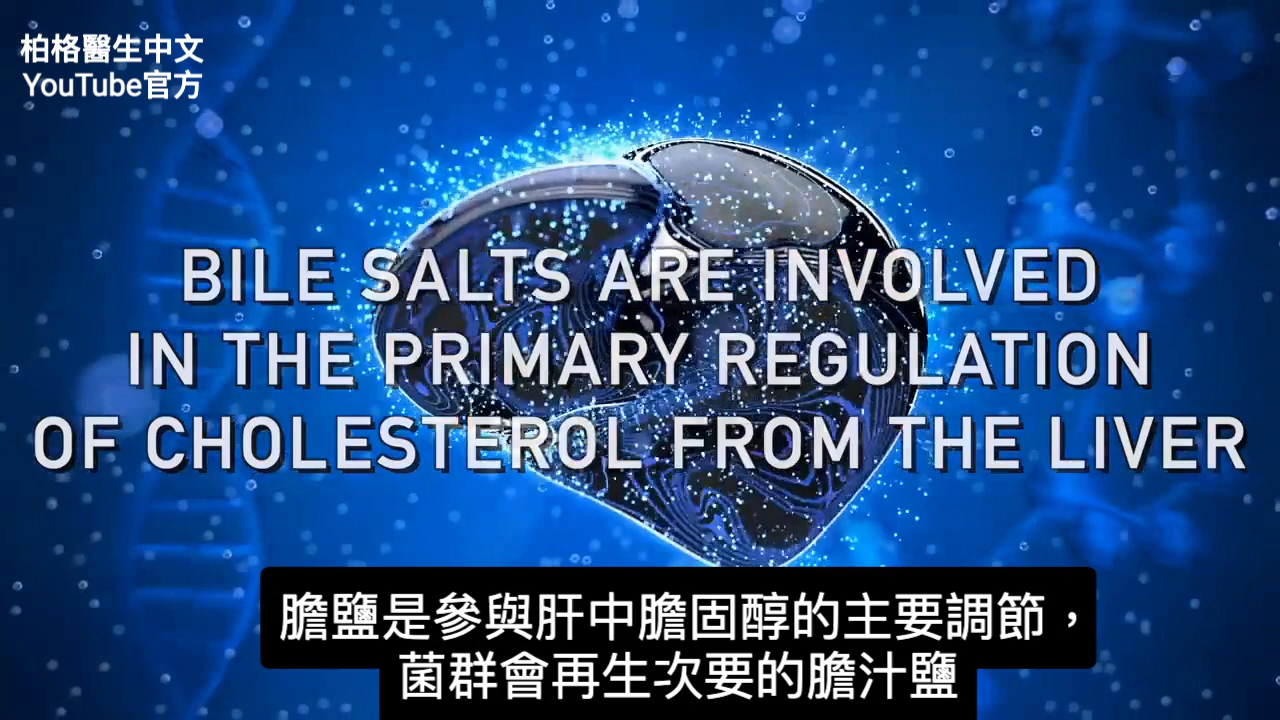 柏格醫生中文
YouTube官方
BILE SALTS ARE INVOLVED
IN THE PRIMARY REGULATION
OF CHOLESTEROL FROM THE LIVER
膽鹽是參與肝中膽固醇的主要調節，
菌群會再生次要的膽汁鹽